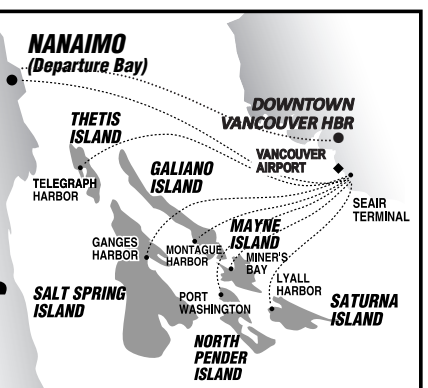 NANAIMO
(Departure Bay)
DOWNTOWN
VANCOUVER HBR
THETIS
ISLAND
VANCOUVER
AIRPORT
GALIANO
ISLAND
TELEGRAPH
HARBOR
SEAIR
TERMINAL
MAYNE
ISLAND
GANGES
HARBOR
MONTAGUE
HARBOR
MINER'S
BAY
LYALL
HARBOR
SALT SPRING
ISLAND
PORT
WASHINGTON
SATURNA
ISLAND
NORTH
PENDER
ISLAND